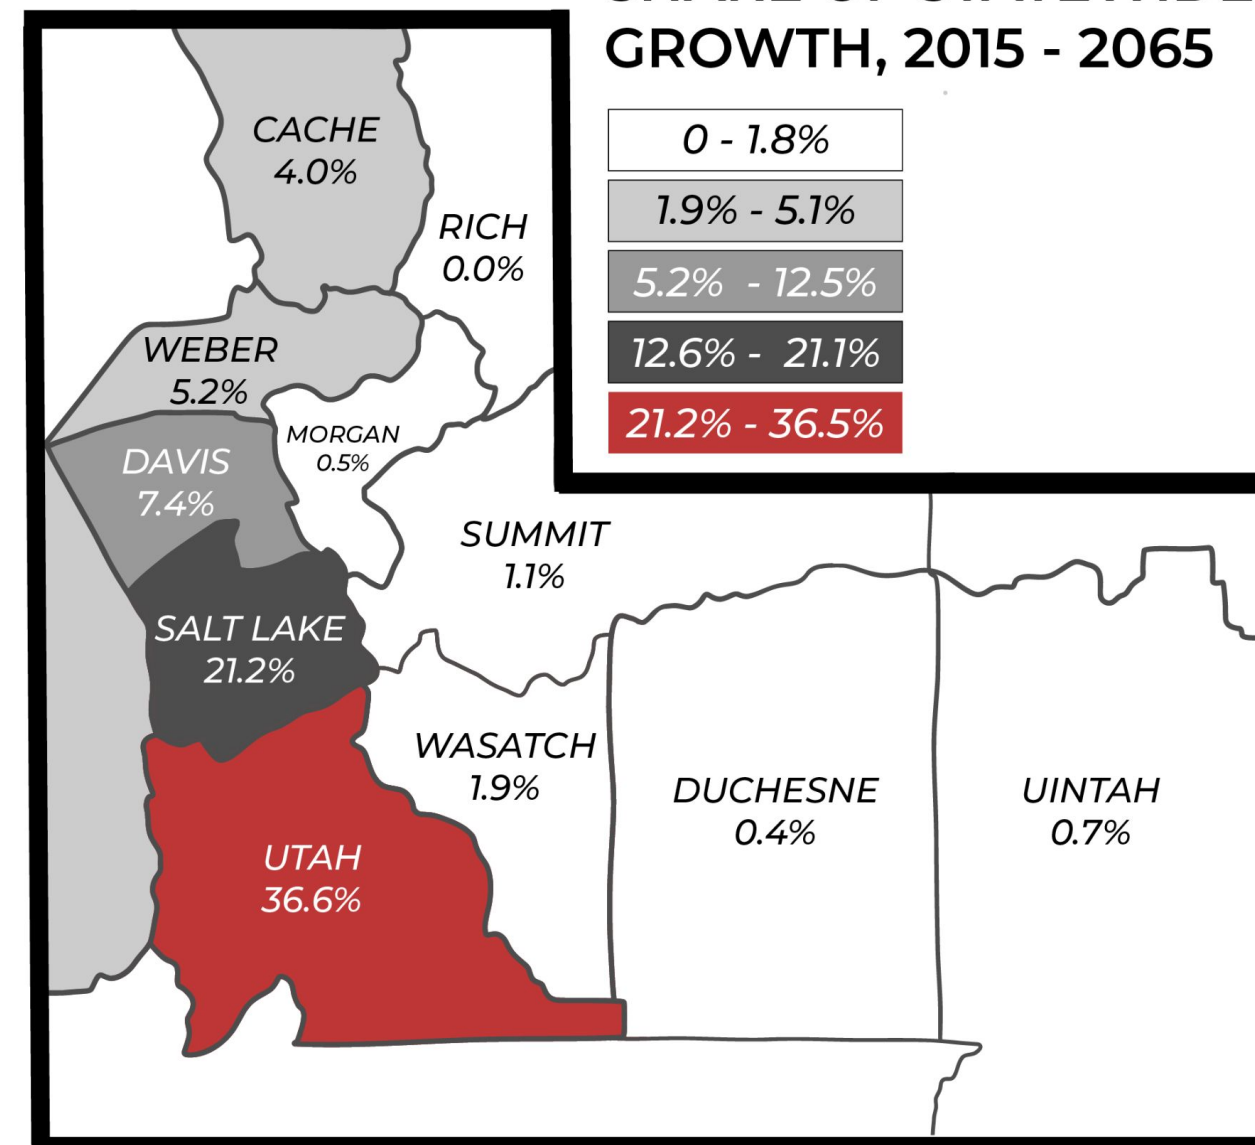 GROWTH, 2015 - 2065
0 - 1.8%
1.9% - 5.1%
5.2% - 12.5%
12.6% - 21.1%
21.2% - 36.5%
CACHE
4.0%
RICH
0.0%
WEBER
5.2%
MORGAN
0.5%
DAVIS
7.4%
SUMMIT
1.1%
SALT LAKE
21.2%
WASATCH
1.9%
DUCHESNE
0.4%
UINTAH
0.7%
UTAH
36.6%